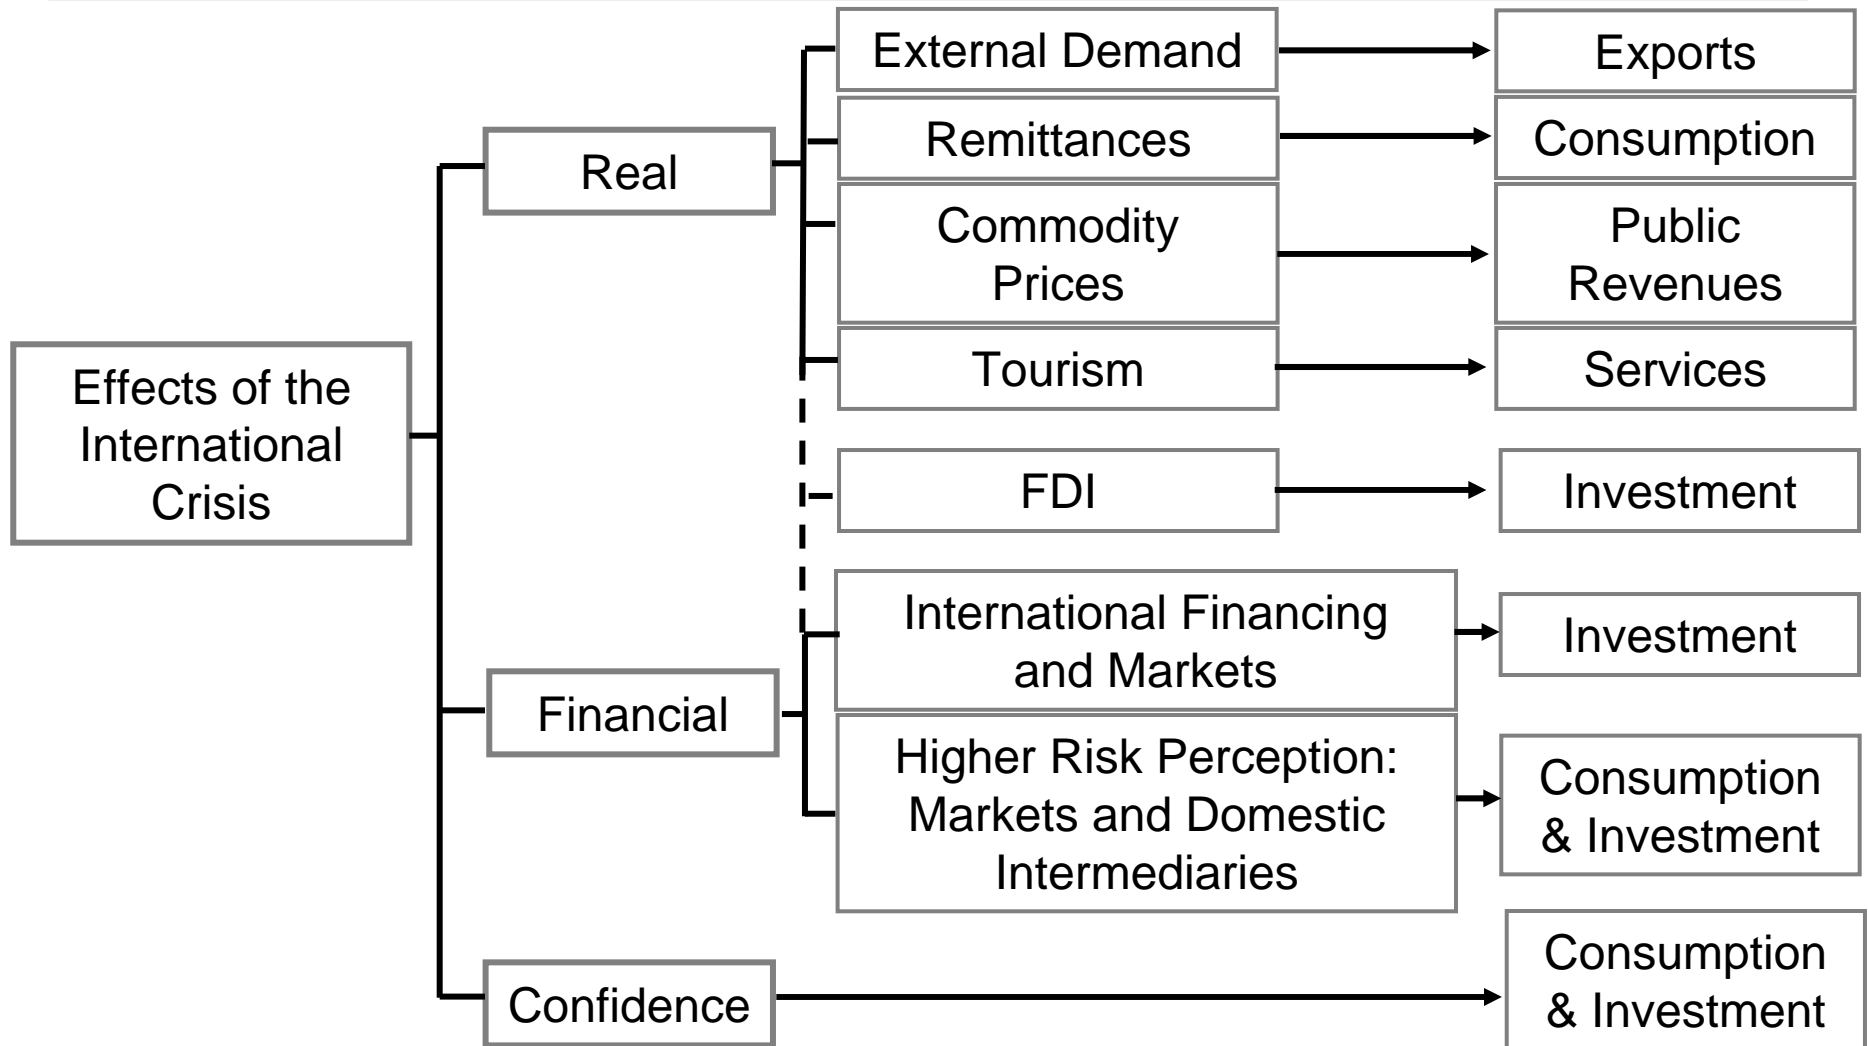 External Demand
Exports
Remittances
Consumption
Real
Commodity
Prices
Public
Revenues
Tourism
Services
Effects of the
International
Crisis
FDI
Investment
International Financing
and Markets
Investment
Financial
Higher Risk Perception:
Markets and Domestic
Intermediaries
Consumption
& Investment
Confidence
Consumption
& Investment